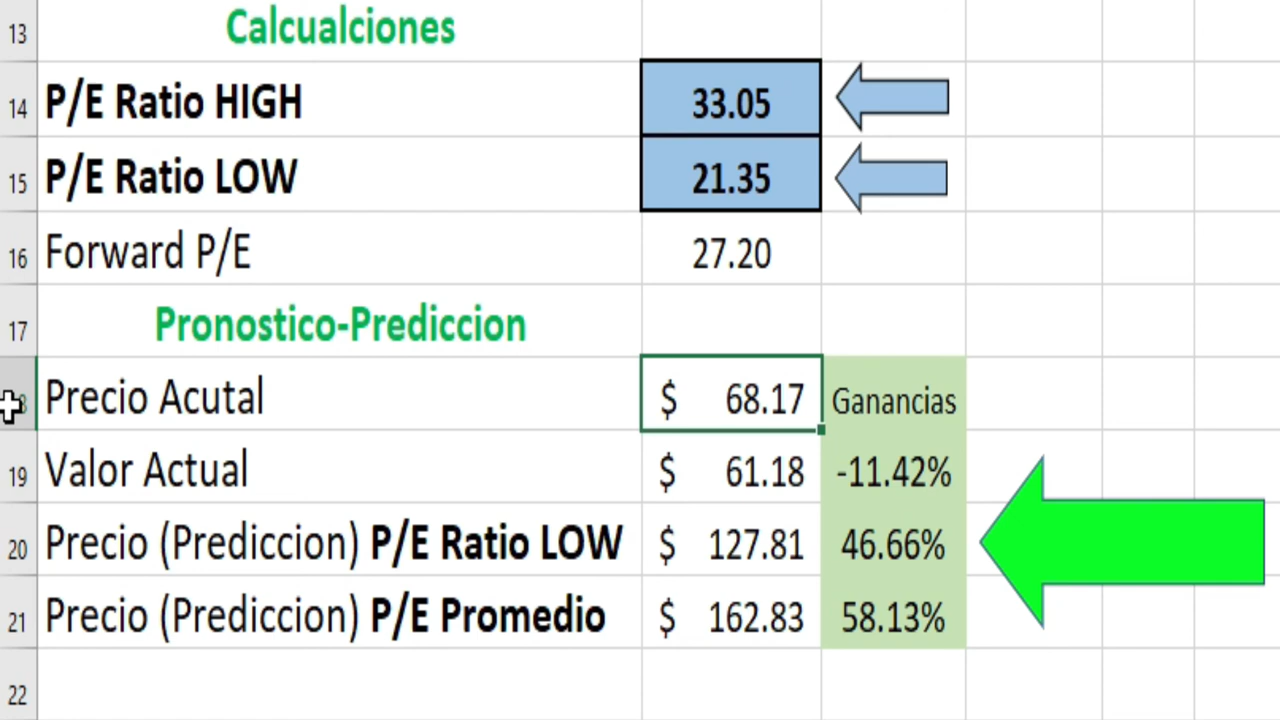 13 Calcualciones
14 P/E Ratio HIGH 33.05
15 P/E Ratio LOW 21.35
16 Forward P/E 27.20
17 Pronostico-Prediccion
Precio Acutal $ 68.17 Ganancias
19 Valor Actual $ 61.18 -11.42%
20 Precio (Prediccion) P/E Ratio LOW $ 127.81 46.66%
21 Precio (Prediccion) P/E Promedio $ 162.83 58.13%
22